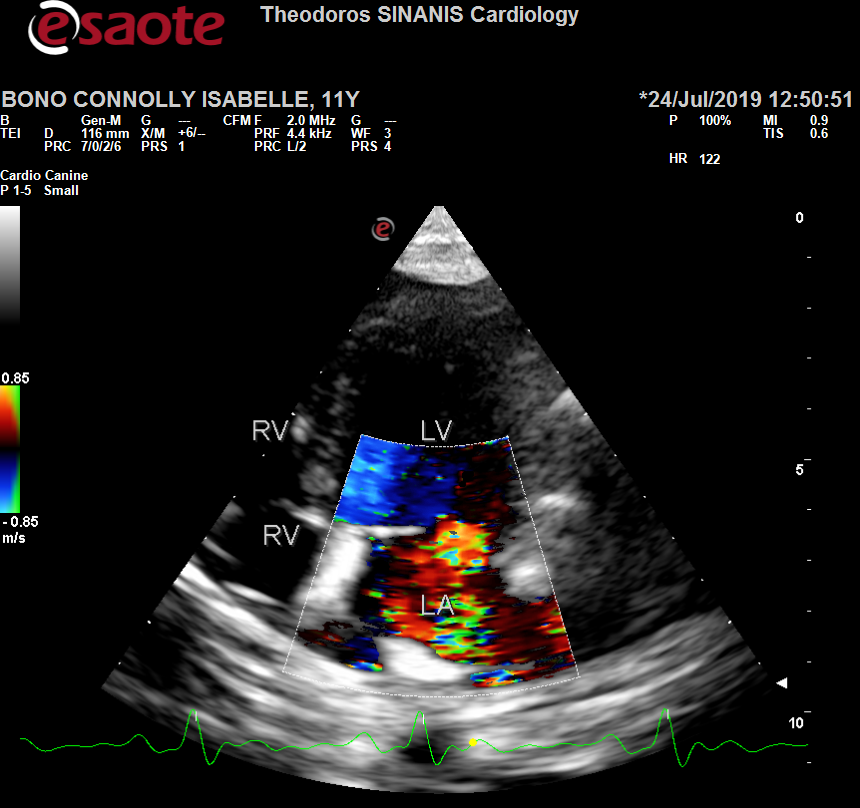 esaote
Theodoros SINANIS Cardiology
BONO CONNOLLY ISABELLE, 11Y *24/Jul/2019 12:50:51
B Gen-M G --- CFM F 2.0 MHz G --- P 100% MI 0.9
TEI D 116 mm X/M +6/-- PRF 4.4 kHz WF 3 TIS 0.6
PRC 7/0/2/6 PRS 1 PRC L/2 PRS 4
HR 122
Cardio Canine
P 1-5 Small
0
e
0.85
RV
LV
5
- 0.85
m/s
RV
LA
10